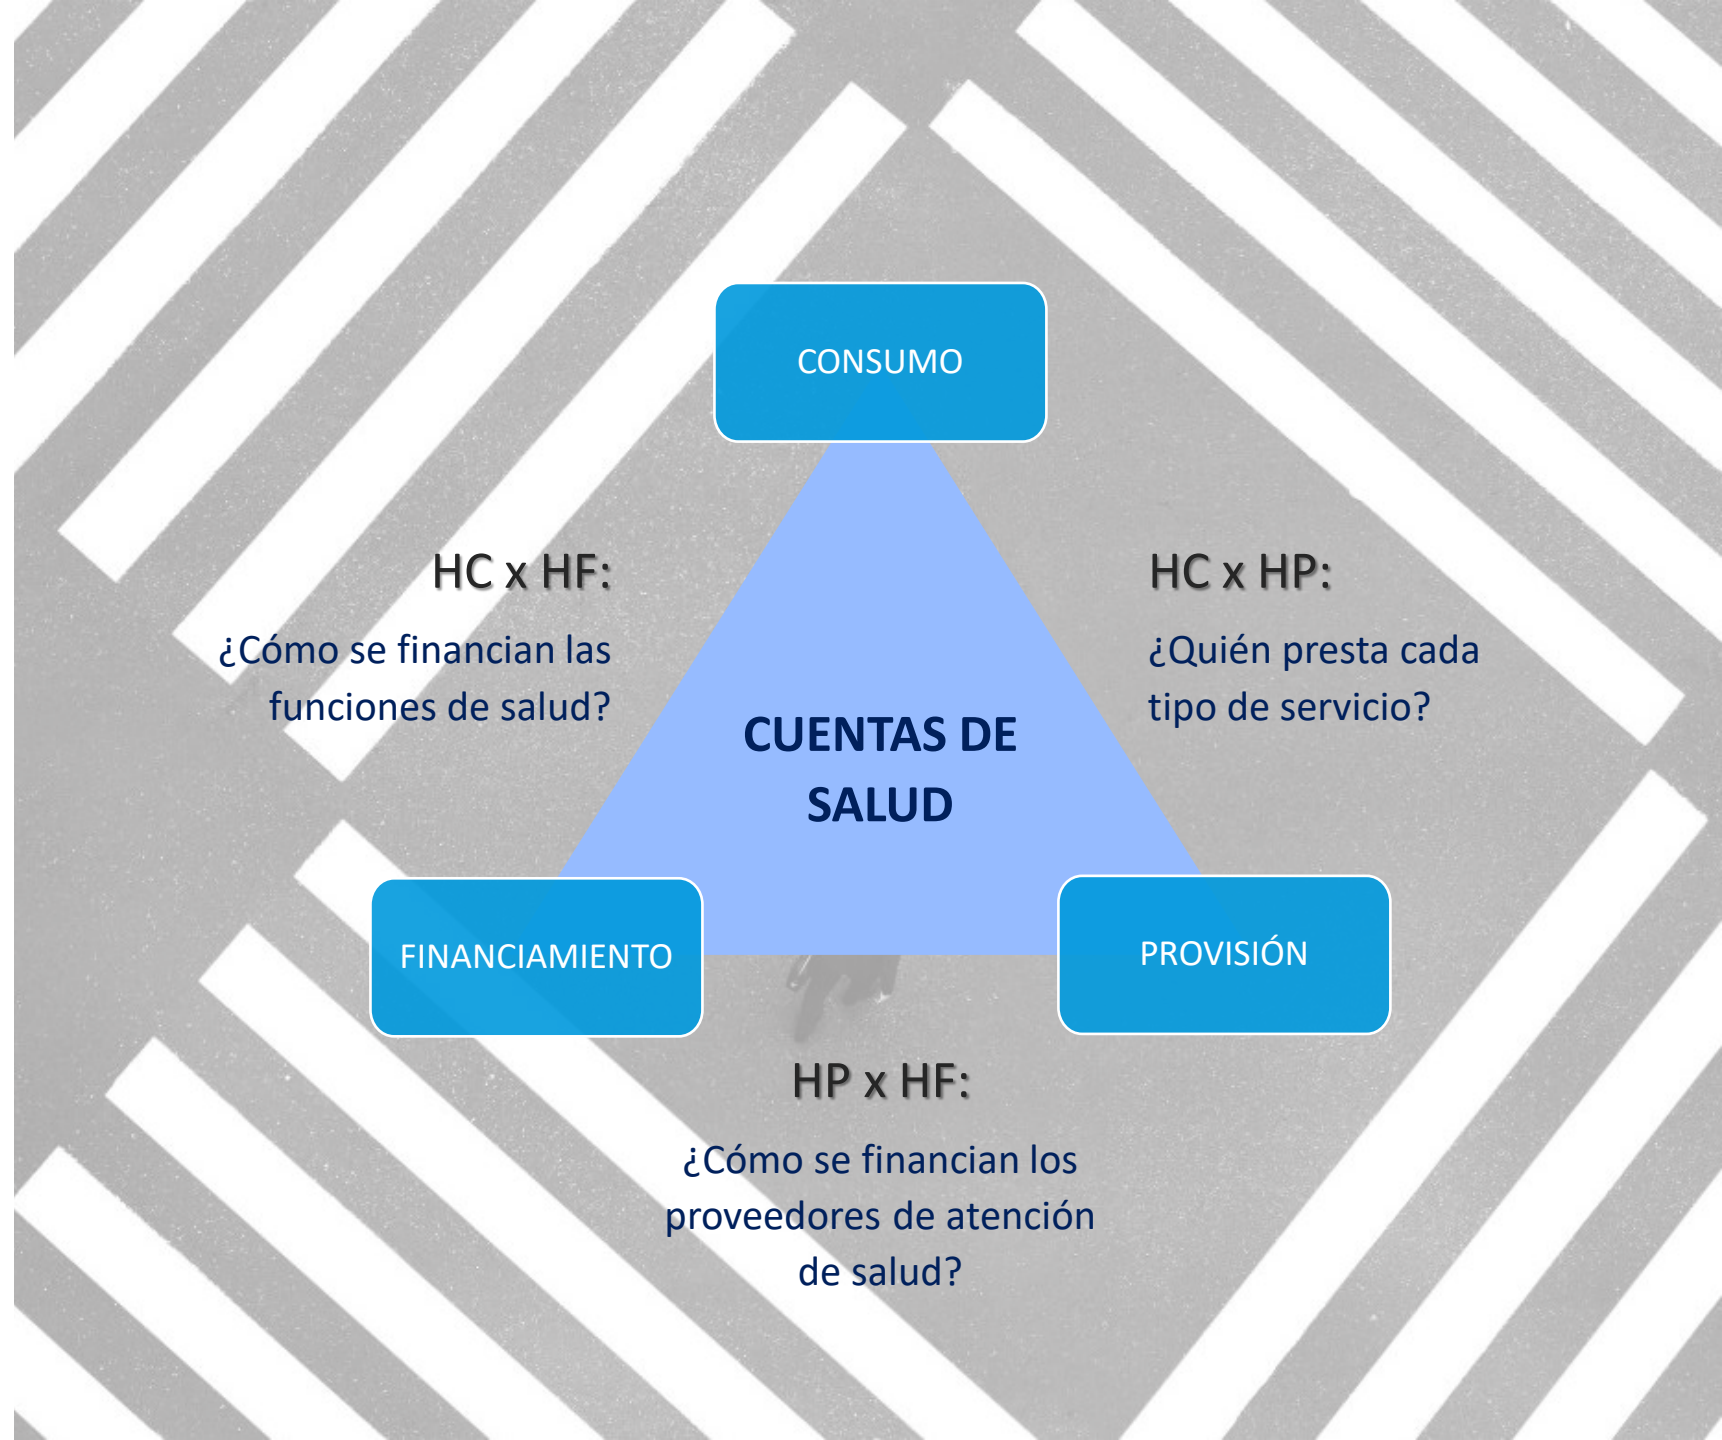 CONSUMO
HC x HF:
¿Cómo se financian las
funciones de salud?
HC x HP:
¿Quién presta cada
tipo de servicio?
CUENTAS DE
SALUD
FINANCIAMIENTO
PROVISIÓN
HP x HF:
¿Cómo se financian los
proveedores de atención
de salud?